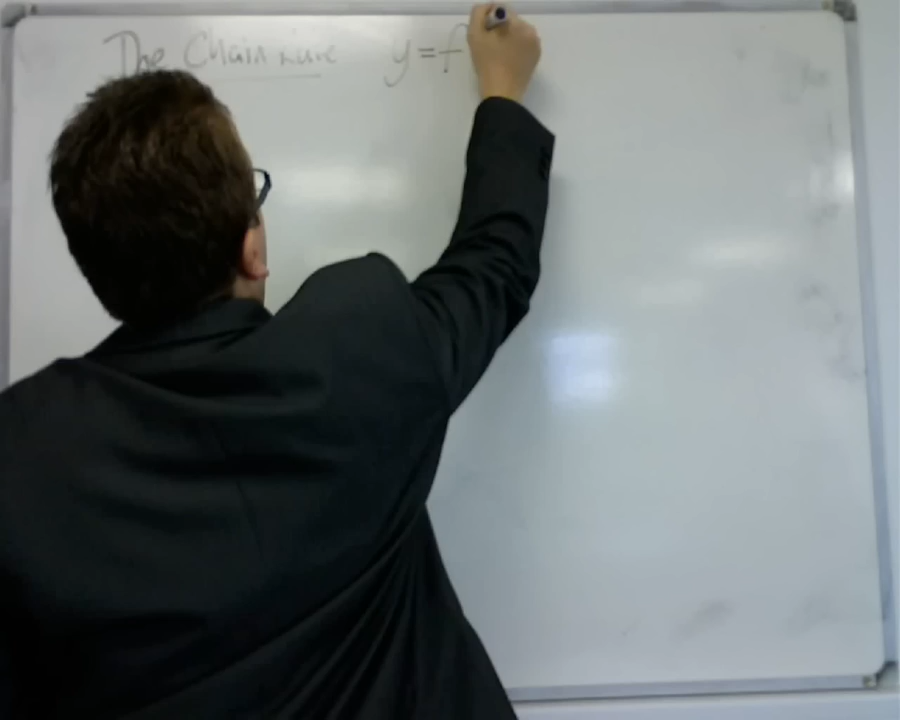 The Chain Rule y = f